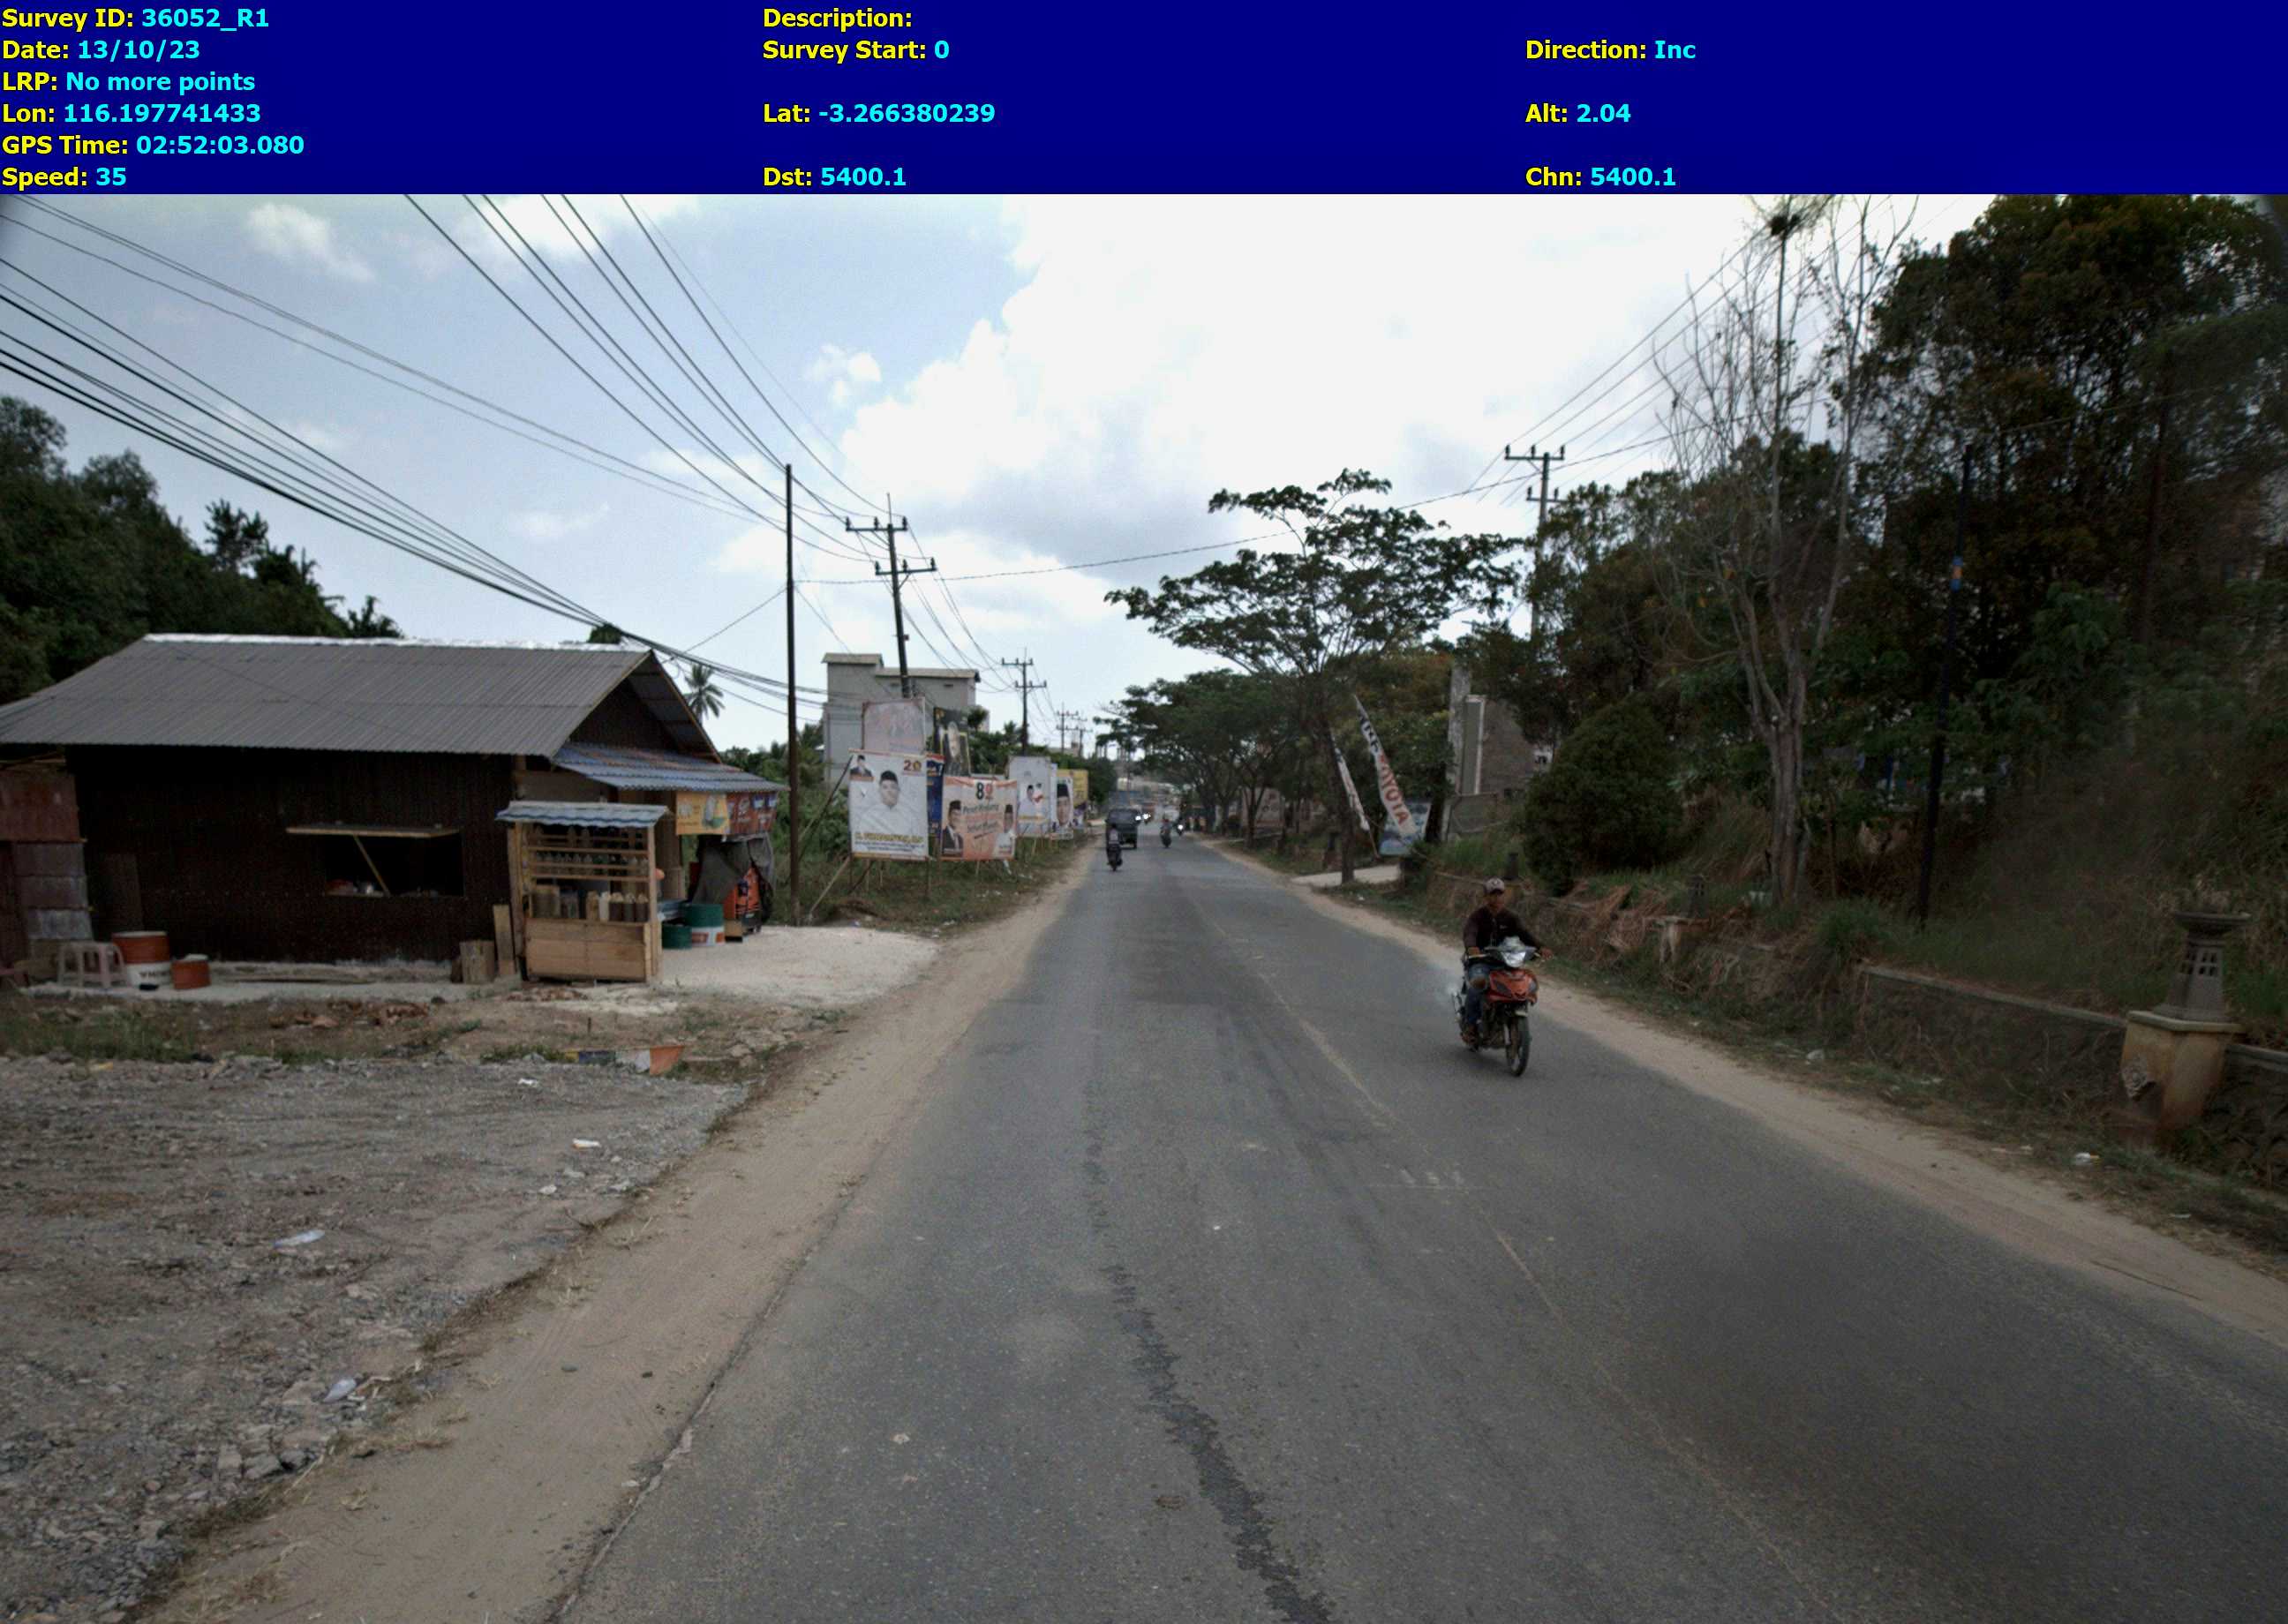 Survey ID: 36052_R1
Description:
Date: 13/10/23
Survey Start: 0
Direction: Inc
LRP: No more points
Lon: 116.197741433
Lat: -3.266380239
Alt: 2.04
GPS Time: 02:52:03.080
Speed: 35
Dst: 5400.1
Chn: 5400.1
TOYOTA